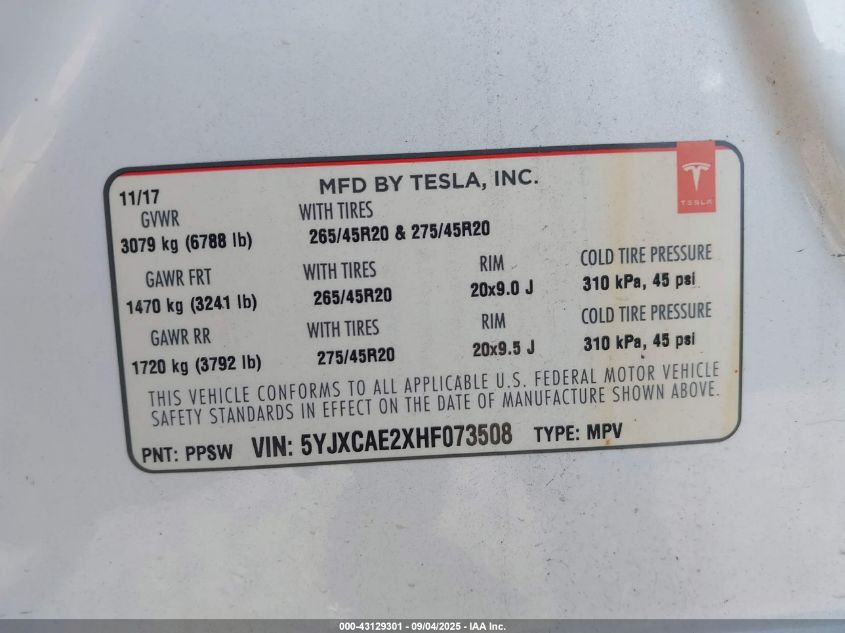 MFD BY TESLA, INC.
TESLA
11/17
GVWR WITH TIRES
3079 kg (6788 lb) 265/45R20 & 275/45R20
GAWR FRT WITH TIRES RIM COLD TIRE PRESSURE
1470 kg (3241 lb) 265/45R20 20x9.0 J 310 kPa, 45 psi
GAWR RR WITH TIRES RIM COLD TIRE PRESSURE
1720 kg (3792 lb) 275/45R20 20x9.5 J 310 kPa, 45 psi
THIS VEHICLE CONFORMS TO ALL APPLICABLE U.S. FEDERAL MOTOR VEHICLE
SAFETY STANDARDS IN EFFECT ON THE DATE OF MANUFACTURE SHOWN ABOVE.
PNT: PPSW VIN: 5YJXCAE2XHF073508 TYPE: MPV
000-43129301 - 09/04/2025 - IAA Inc.